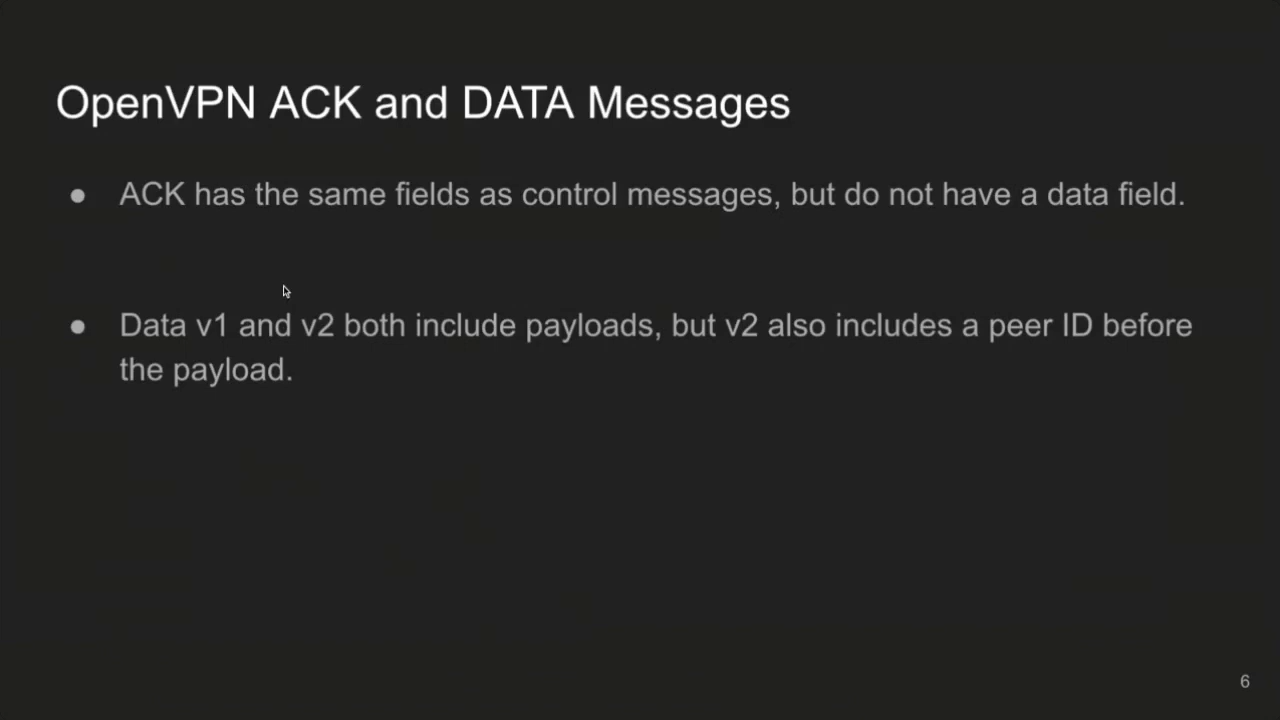 OpenVPN ACK and DATA Messages
● ACK has the same fields as control messages, but do not have a data field.
● Data v1 and v2 both include payloads, but v2 also includes a peer ID before
the payload.
6